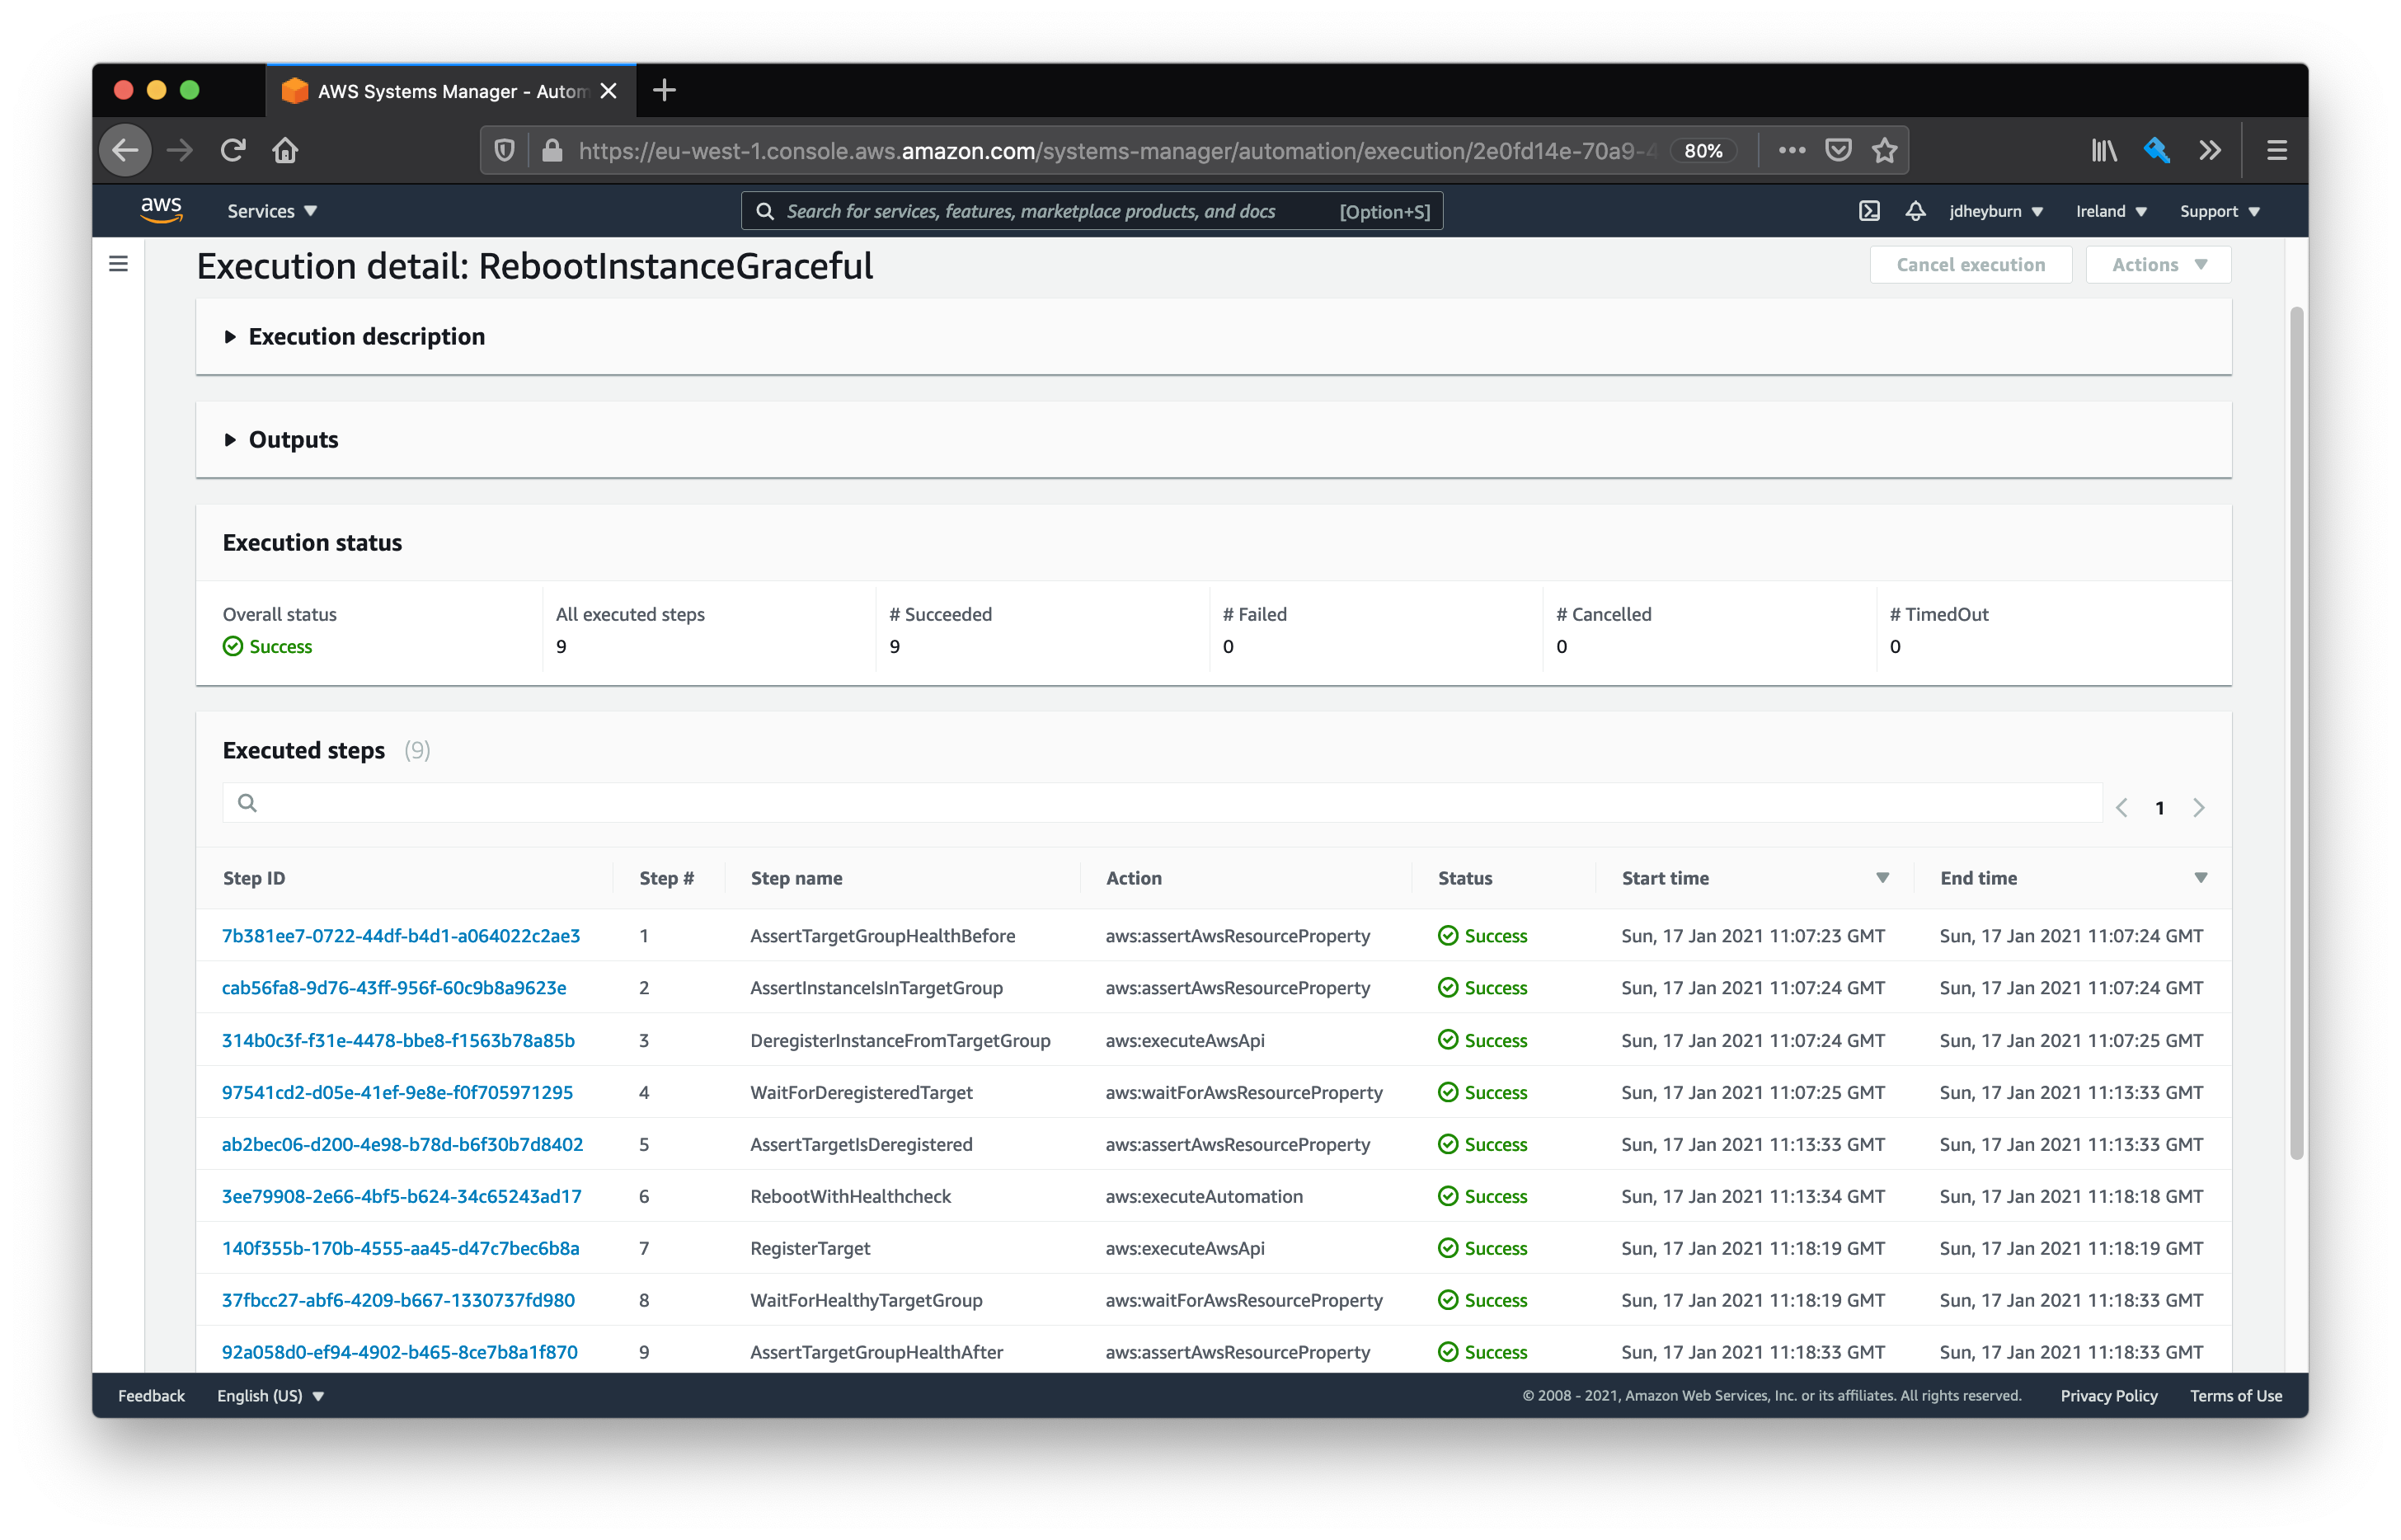 AWS Systems Manager - Autom
https://eu-west-1.console.aws.amazon.com/systems-manager/automation/execution/2e0fd14e-70a9-4 80%
aws Services Search for services, features, marketplace products, and docs [Option+S] jdheyburn Ireland Support
Execution detail: RebootInstanceGraceful Cancel execution Actions
Execution description
Outputs
Execution status
Overall status All executed steps # Succeeded # Failed # Cancelled # TimedOut
Success 9 9 0 0 0
Executed steps (9)
1
Step ID Step # Step name Action Status Start time End time
7b381ee7-0722-44df-b4d1-a064022c2ae3 1 AssertTargetGroupHealthBefore aws:assertAwsResourceProperty Success Sun, 17 Jan 2021 11:07:23 GMT Sun, 17 Jan 2021 11:07:24 GMT
cab56fa8-9d76-43ff-956f-60c9b8a9623e 2 AssertInstanceIsInTargetGroup aws:assertAwsResourceProperty Success Sun, 17 Jan 2021 11:07:24 GMT Sun, 17 Jan 2021 11:07:24 GMT
314b0c3f-f31e-4478-bbe8-f1563b78a85b 3 DeregisterInstanceFromTargetGroup aws:executeAwsApi Success Sun, 17 Jan 2021 11:07:24 GMT Sun, 17 Jan 2021 11:07:25 GMT
97541cd2-d05e-41ef-9e8e-f0f705971295 4 WaitForDeregisteredTarget aws:waitForAwsResourceProperty Success Sun, 17 Jan 2021 11:07:25 GMT Sun, 17 Jan 2021 11:13:33 GMT
ab2bec06-d200-4e98-b78d-b6f30b7d8402 5 AssertTargetIsDeregistered aws:assertAwsResourceProperty Success Sun, 17 Jan 2021 11:13:33 GMT Sun, 17 Jan 2021 11:13:33 GMT
3ee79908-2e66-4bf5-b624-34c65243ad17 6 RebootWithHealthcheck aws:executeAutomation Success Sun, 17 Jan 2021 11:13:34 GMT Sun, 17 Jan 2021 11:18:18 GMT
140f355b-170b-4555-aa45-d47c7bec6b8a 7 RegisterTarget aws:executeAwsApi Success Sun, 17 Jan 2021 11:18:19 GMT Sun, 17 Jan 2021 11:18:19 GMT
37fbcc27-abf6-4209-b667-1330737fd980 8 WaitForHealthyTargetGroup aws:waitForAwsResourceProperty Success Sun, 17 Jan 2021 11:18:19 GMT Sun, 17 Jan 2021 11:18:33 GMT
92a058d0-ef94-4902-b465-8ce7b8a1f870 9 AssertTargetGroupHealthAfter aws:assertAwsResourceProperty Success Sun, 17 Jan 2021 11:18:33 GMT Sun, 17 Jan 2021 11:18:33 GMT
Feedback English (US) © 2008 - 2021, Amazon Web Services, Inc. or its affiliates. All rights reserved. Privacy Policy Terms of Use